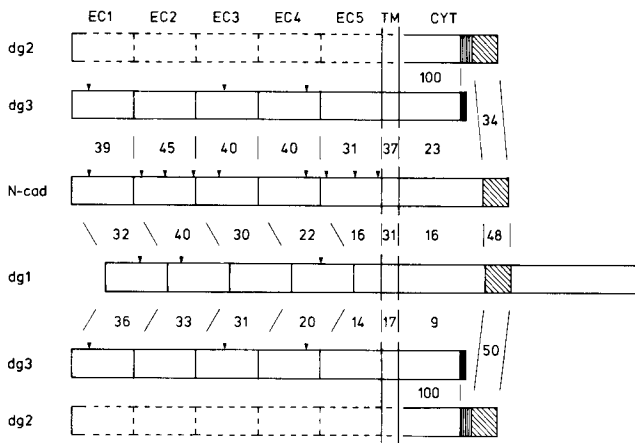 EC1 EC2 EC3 EC4 EC5 TM CYT
dg2
100
dg3
34
39 45 40 40 31 37 23
N-cad
32 40 30 22 16 31 16 48
dg1
36 33 31 20 14 17 9
50
dg3
100
dg2